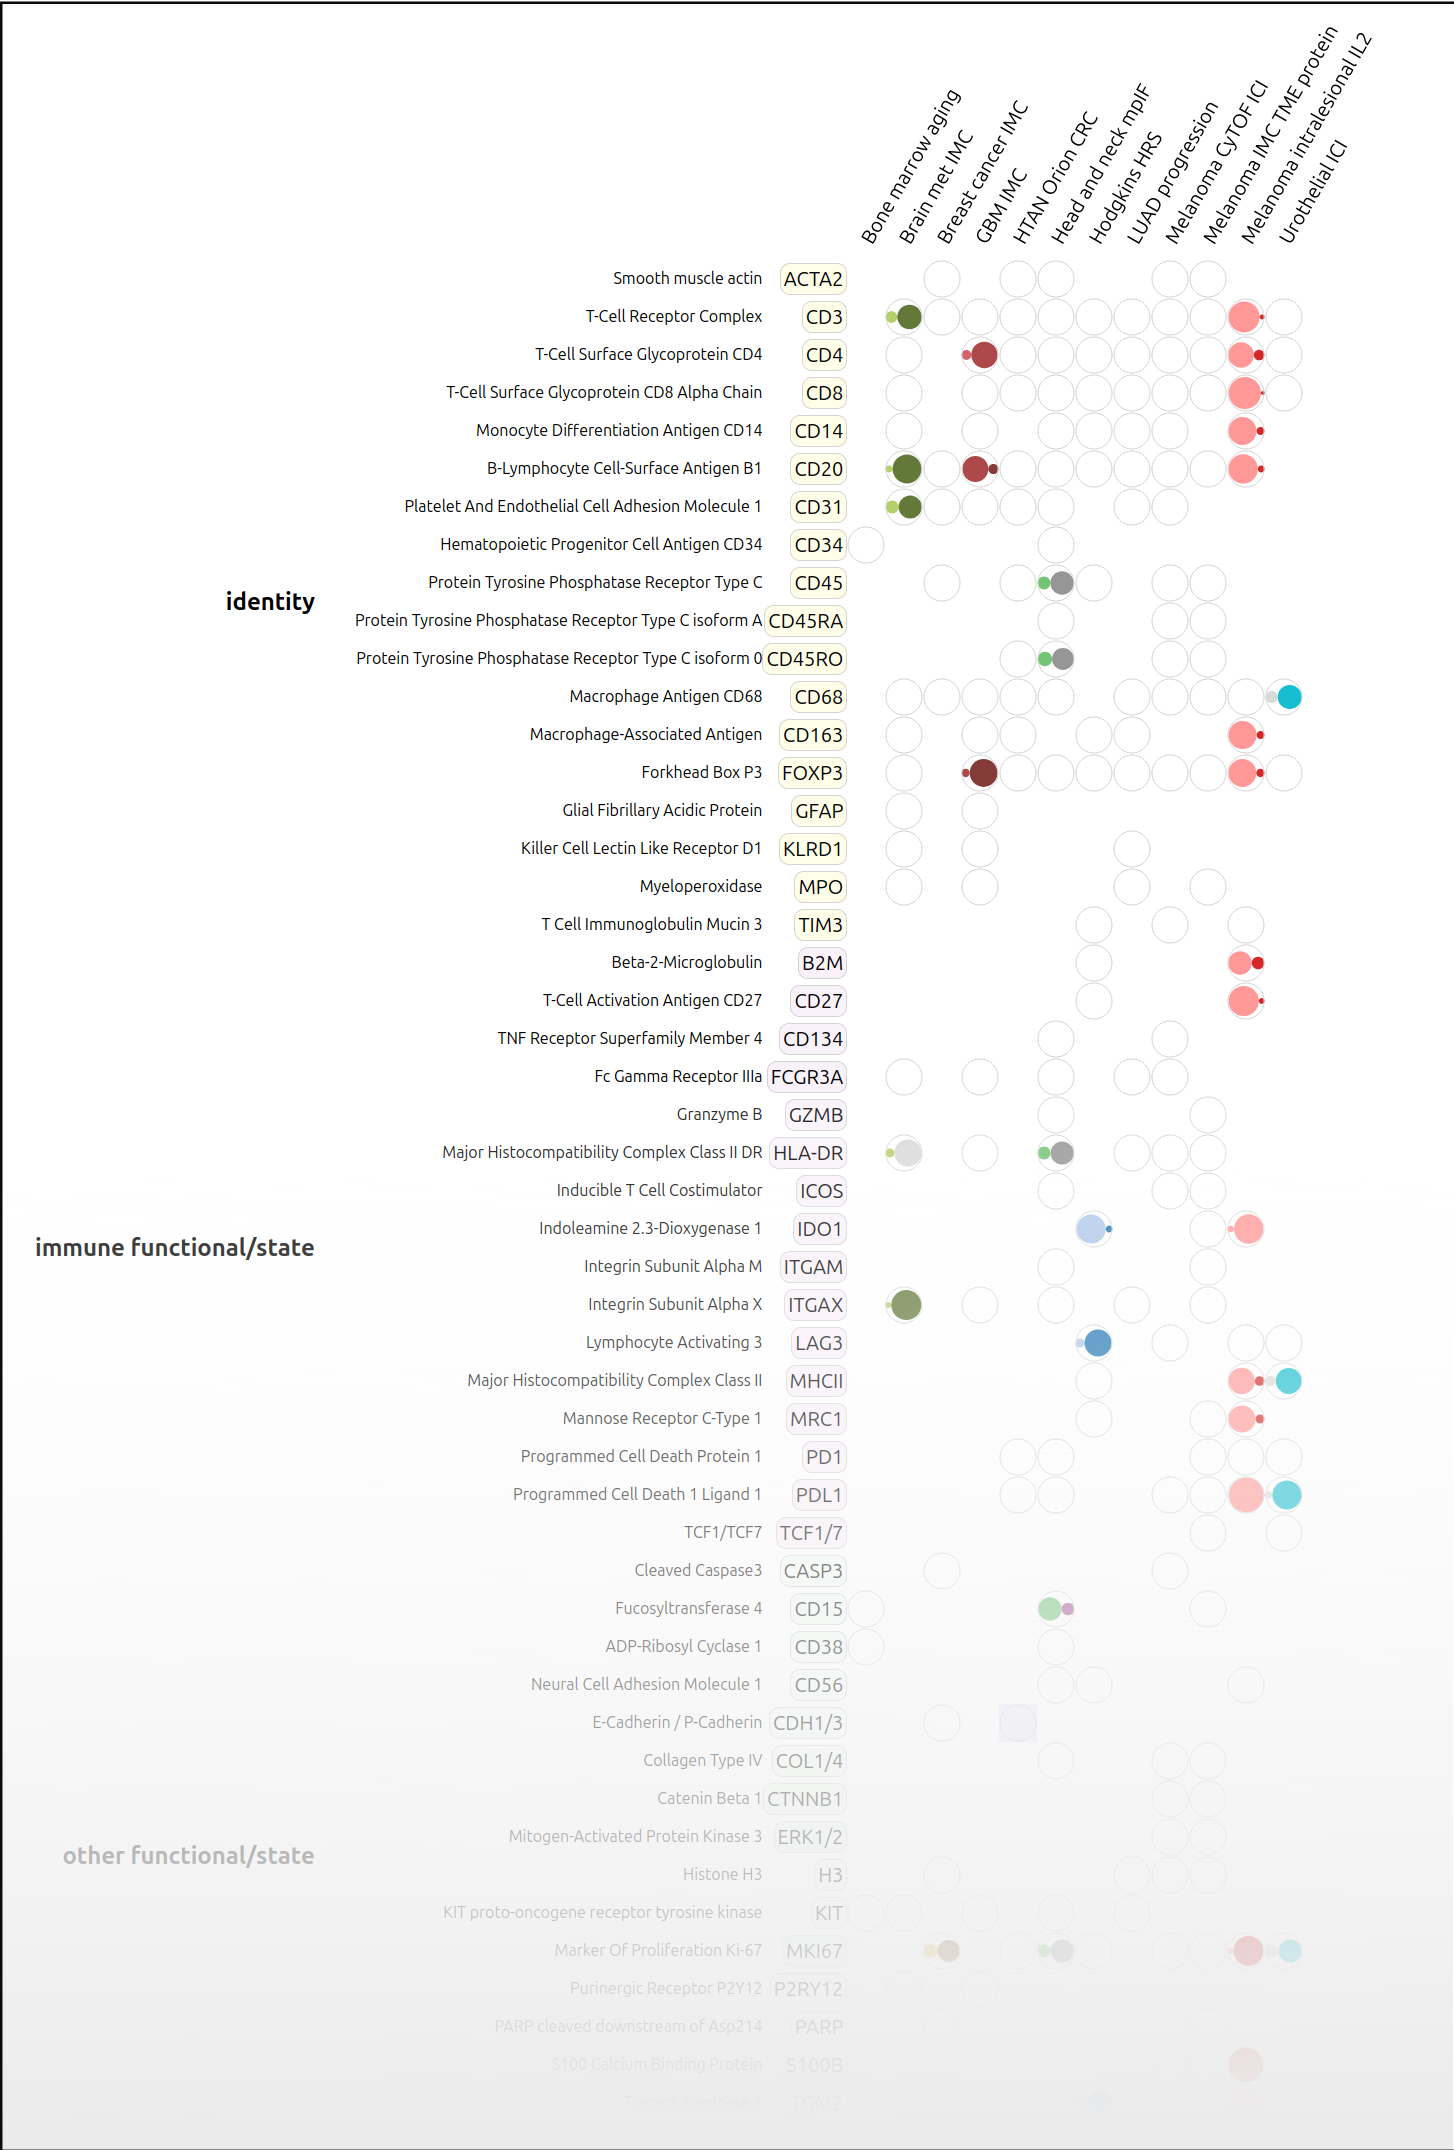 Bone marrow aging
Brain met IMC
Breast cancer IMC
GBM IMC
HTAN Orion CRC
Head and neck mpIF
Hodgkins HRS
LUAD progression
Melanoma CyTOF ICI
Melanoma IMC TME protein
Melanoma intralesional IL2
Urothelial ICI
Smooth muscle actin ACTA2
T-Cell Receptor Complex CD3
T-Cell Surface Glycoprotein CD4 CD4
T-Cell Surface Glycoprotein CD8 Alpha Chain CD8
Monocyte Differentiation Antigen CD14 CD14
B-Lymphocyte Cell-Surface Antigen B1 CD20
Platelet And Endothelial Cell Adhesion Molecule 1 CD31
Hematopoietic Progenitor Cell Antigen CD34 CD34
Protein Tyrosine Phosphatase Receptor Type C CD45
identity
Protein Tyrosine Phosphatase Receptor Type C isoform A CD45RA
Protein Tyrosine Phosphatase Receptor Type C isoform 0 CD45RO
Macrophage Antigen CD68 CD68
Macrophage-Associated Antigen CD163
Forkhead Box P3 FOXP3
Glial Fibrillary Acidic Protein GFAP
Killer Cell Lectin Like Receptor D1 KLRD1
Myeloperoxidase MPO
T Cell Immunoglobulin Mucin 3 TIM3
Beta-2-Microglobulin B2M
T-Cell Activation Antigen CD27 CD27
TNF Receptor Superfamily Member 4 CD134
Fc Gamma Receptor IIIa FCGR3A
Granzyme B GZMB
Major Histocompatibility Complex Class II DR HLA-DR
Inducible T Cell Costimulator ICOS
Indoleamine 2.3-Dioxygenase 1 IDO1
immune functional/state
Integrin Subunit Alpha M ITGAM
Integrin Subunit Alpha X ITGAX
Lymphocyte Activating 3 LAG3
Major Histocompatibility Complex Class II MHCII
Mannose Receptor C-Type 1 MRC1
Programmed Cell Death Protein 1 PD1
Programmed Cell Death 1 Ligand 1 PDL1
TCF1/TCF7 TCF1/7
Cleaved Caspase3 CASP3
Fucosyltransferase 4 CD15
ADP-Ribosyl Cyclase 1 CD38
Neural Cell Adhesion Molecule 1 CD56
E-Cadherin / P-Cadherin CDH1/3
Collagen Type IV COL1/4
Catenin Beta 1 CTNNB1
Mitogen-Activated Protein Kinase 3 ERK1/2
other functional/state
Histone H3 H3
KIT proto-oncogene receptor tyrosine kinase KIT
Marker Of Proliferation Ki-67 MKI67
Purinergic Receptor P2Y12 P2RY12
PARP cleaved downstream of Asp214 PARP
S100 Calcium Binding Protein S100B
TGM2